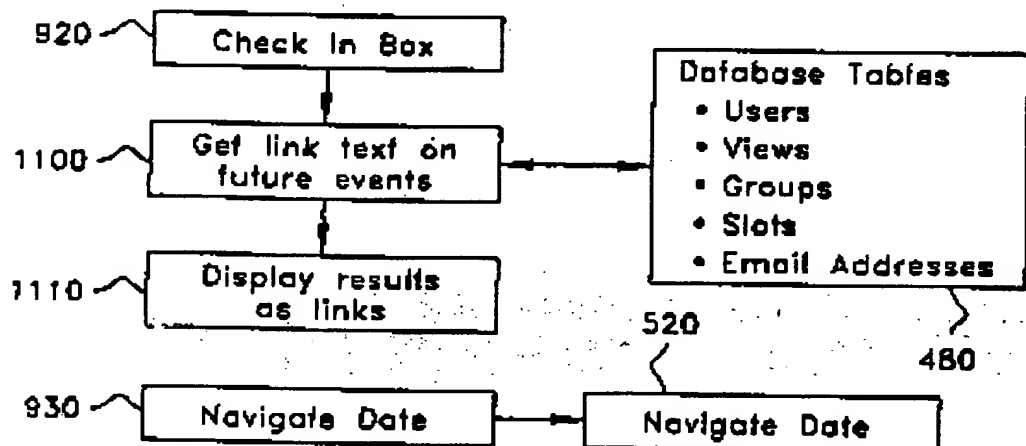 920
Check In Box
1100
Get link text on
future events
1110
Display results
as links
Database Tables
• Users
• Views
• Groups
• Slots
• Email Addresses
480
520
930
Navigate Date
Navigate Date